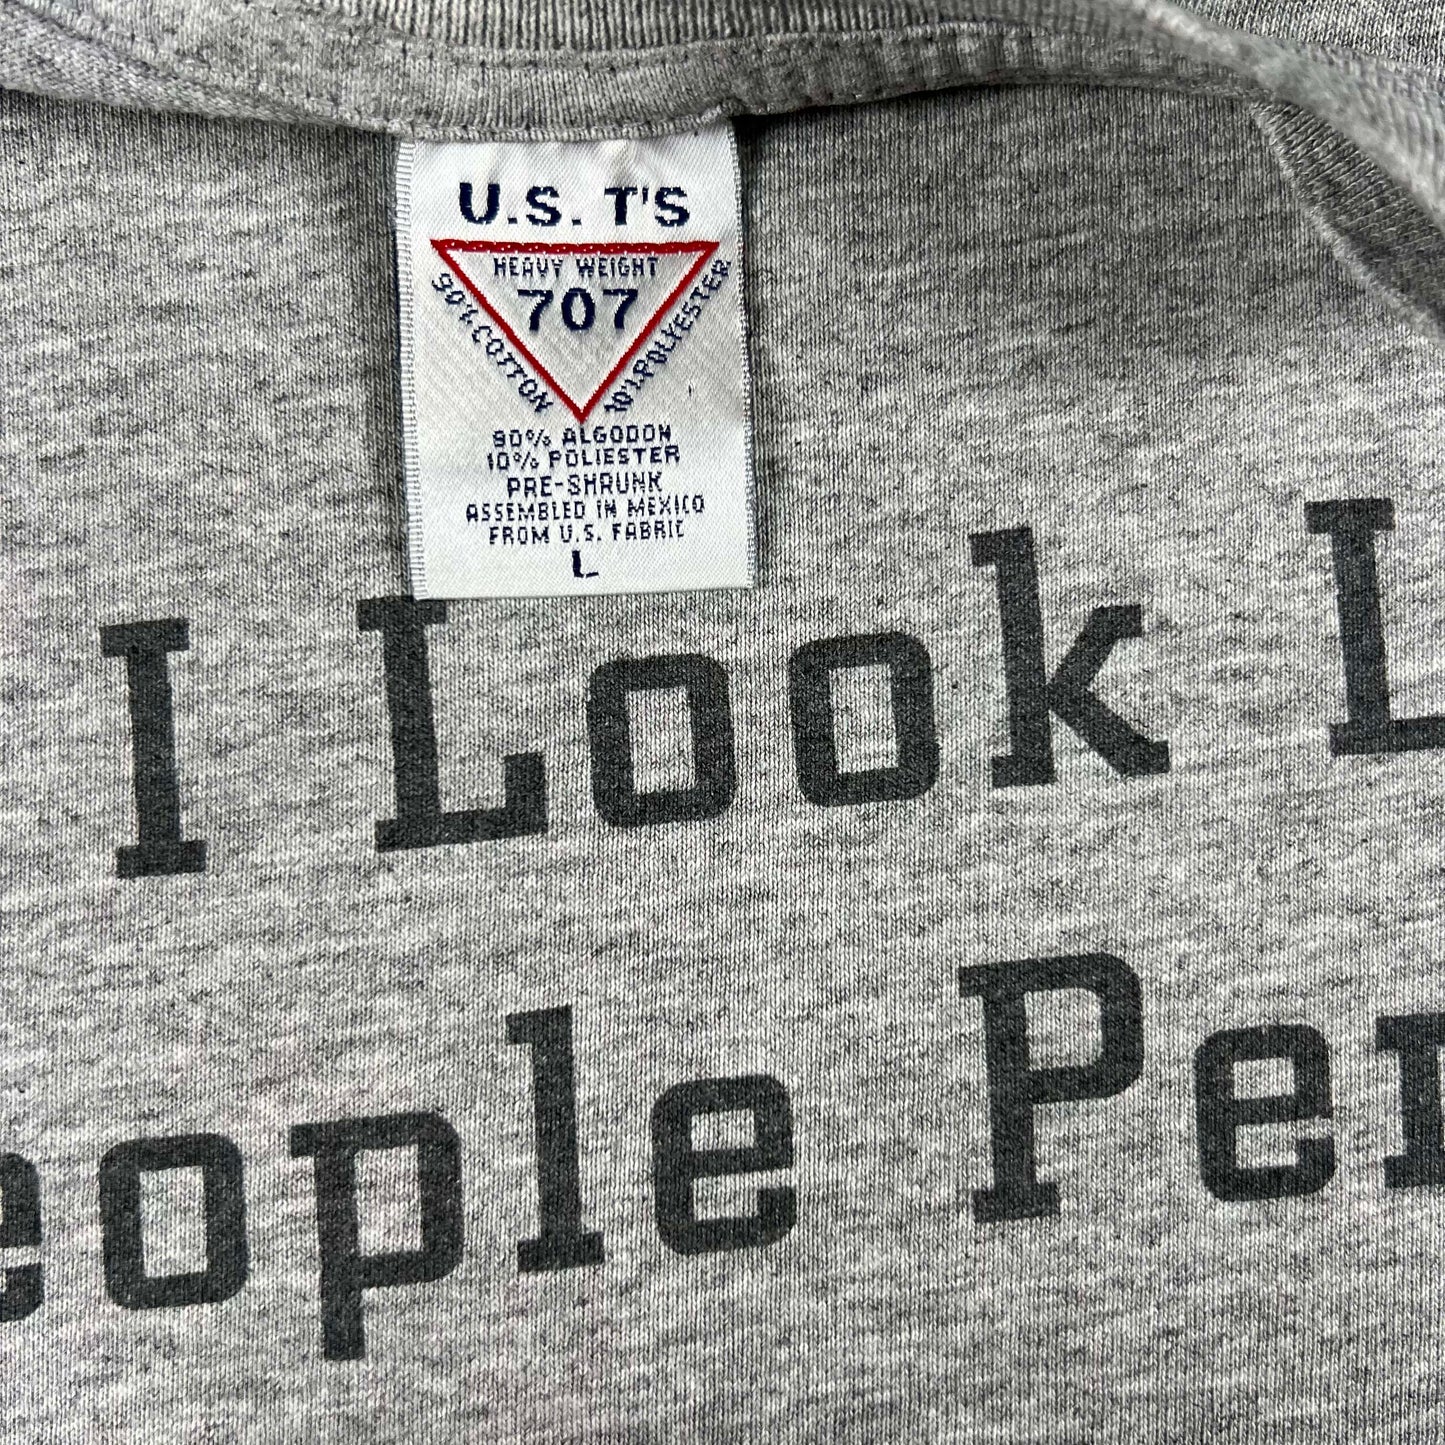 U.S. T'S
HEAVY WEIGHT
707
90% COTTON
10% POLYESTER
90% ALGODON
10% POLIESTER
PRE-SHRUNK
ASSEMBLED IN MEXICO
FROM U.S. FABRIC
L
I Look L
eople Per